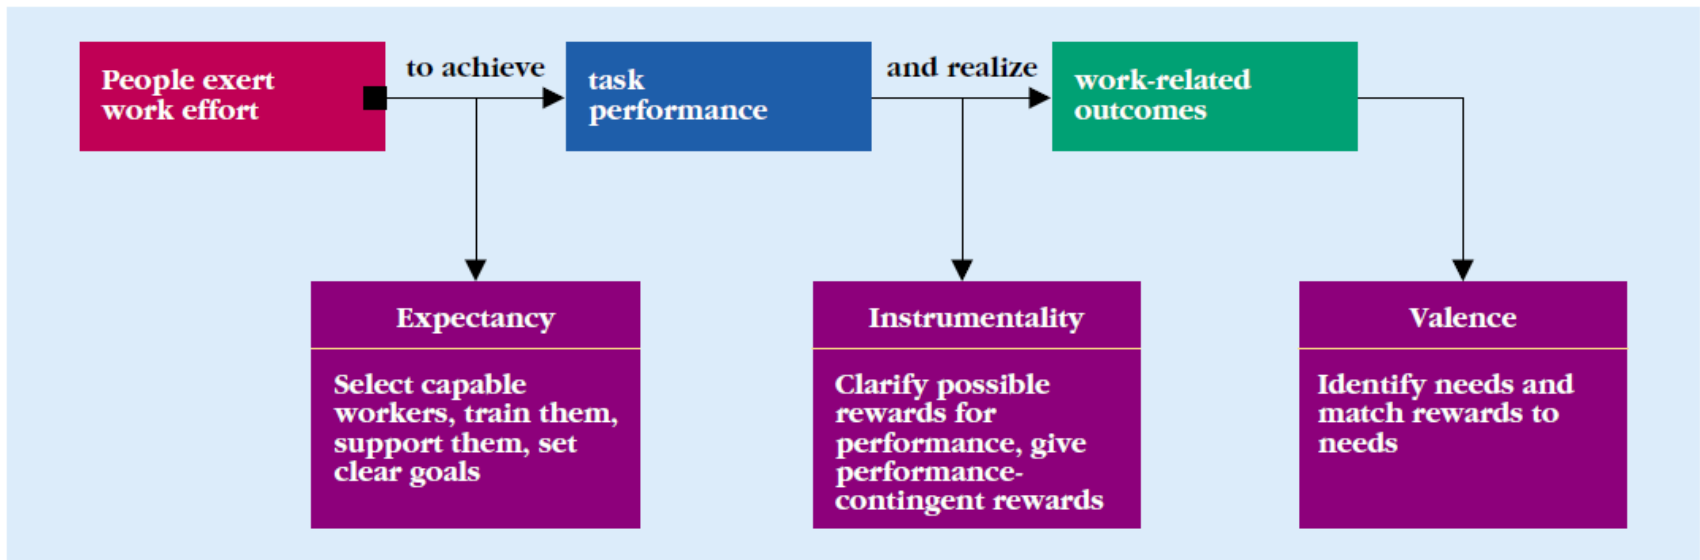 People exert
work effort
to achieve
task
performance
and realize
work-related
outcomes
Expectancy
Select capable
workers, train them,
support them, set
clear goals
Instrumentality
Clarify possible
rewards for
performance, give
performance-
contingent rewards
Valence
Identify needs and
match rewards to
needs